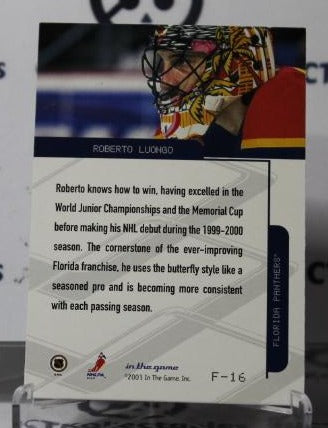 ROBERTO LUONGO
Roberto knows how to win, having excelled in the
World Junior Championships and the Memorial Cup
before making his NHL debut during the 1999-2000
season. The cornerstone of the ever-improving
Florida franchise, he uses the butterfly style like a
seasoned pro and is becoming more consistent
with each passing season.
FLORIDA PANTHERS
NHLPA
in the game
©2003 In The Game, Inc.
F-16